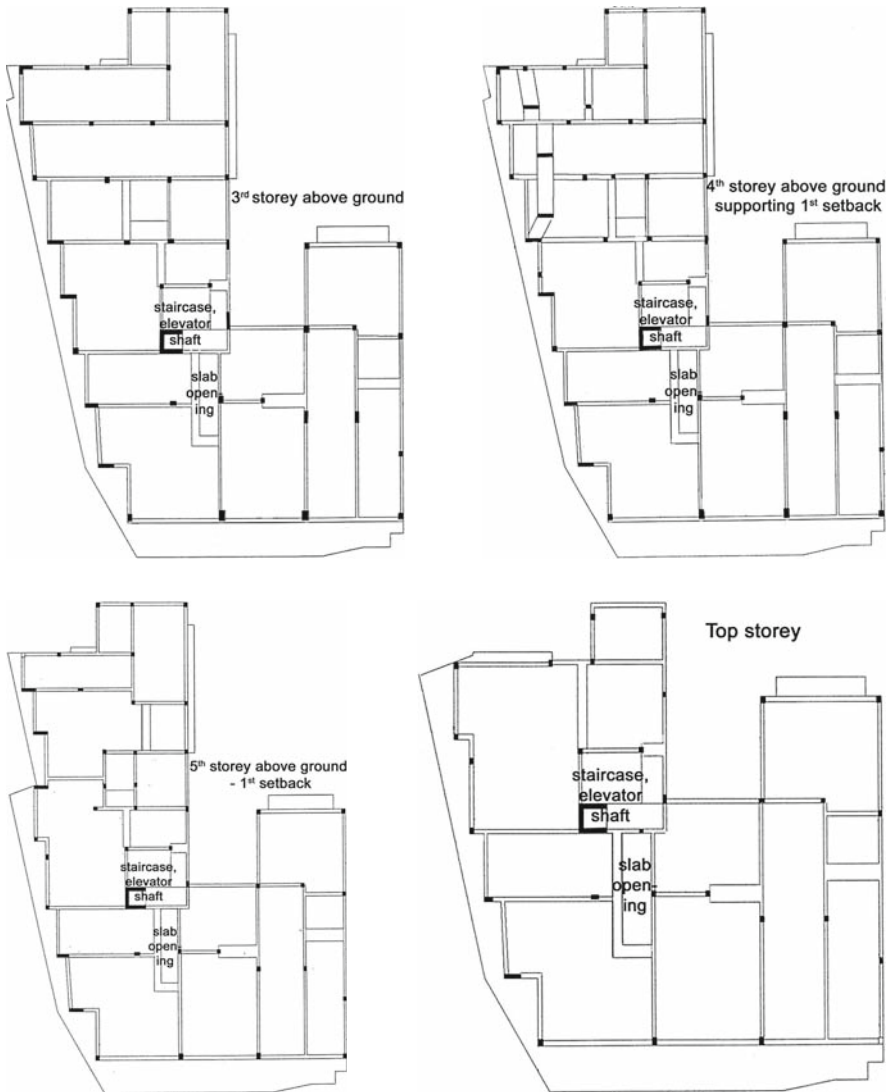 3rd storey above ground
staircase,
elevator
shaft
slab
open-
ing
4th storey above ground
supporting 1st setback
staircase,
elevator
shaft
slab
open-
ing
5th storey above ground
- 1st setback
staircase,
elevator
shaft
slab
open-
ing
Top storey
staircase,
elevator
shaft
slab
open-
ing